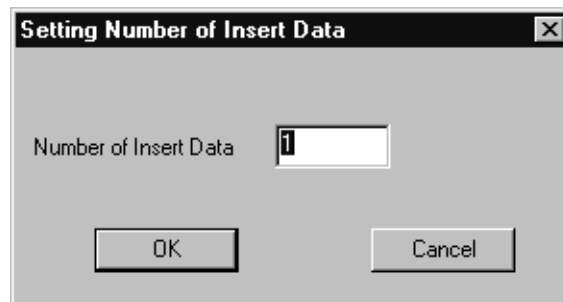 Setting Number of Insert Data
Number of Insert Data 1
OK Cancel